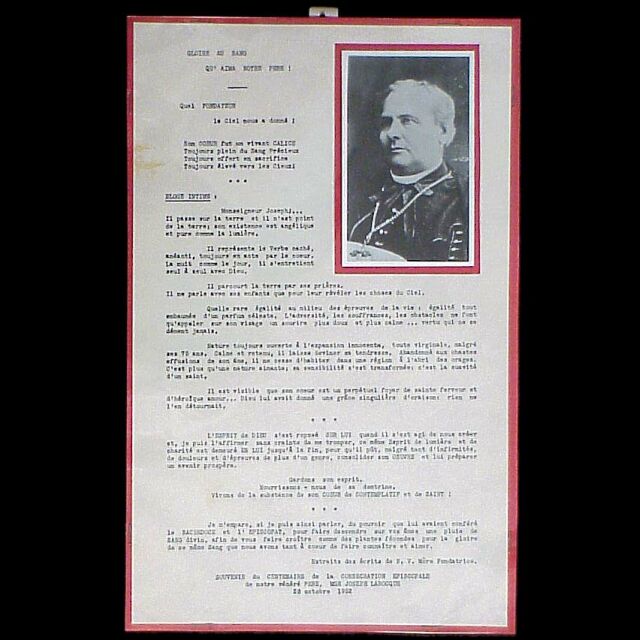 GLOIRE AU SANG
QU' AIMA NOTRE PERE !
Quel FONDATEUR
le Ciel nous a donné !
Son COEUR fut un vivant CALICE
Toujours plein du Sang Précieux
Toujours offert en sacrifice
Toujours élevé vers les Cieux!
* * *
ELOGE INTIME :
Monseigneur Joseph...
Il passe sur la terre et il n'est point
de la terre; son existence est angélique
et pure comme la lumière.
Il représente le Verbe caché,
anéanti, toujours en acte par le coeur.
La nuit comme le jour, il s'entretient
seul à seul avec Dieu.
Il parcourt la terre par ses prières.
Il ne parle avec ses enfants que pour leur révéler les choses du Ciel.
Quelle rare égalité au milieu des épreuves de la vie ; égalité tout
embaumée d'un parfum céleste. L'adversité, les souffrances, les obstacles ne font
qu'appeler sur son visage un sourire plus doux et plus calme... vertu qui ne se
dément jamais.
Nature toujours ouverte à l'expansion innocente, toute virginale, malgré
ses 70 ans. Calme et retenu, il laisse deviner sa tendresse. Abandonné aux chastes
effusions de son âme, il ne cesse d'habiter dans une région à l'abri des orages.
C'est plus qu'une nature aimante; sa sensibilité s'est transformée: c'est la suavité
d'un saint.
Il est visible que son coeur est un perpétuel foyer de sainte ferveur et
d'héroïque amour... Dieu lui avait donné une grâce singulière d'oraison: rien ne
l'en détournait.
* * *
L'ESPRIT de DIEU s'est reposé SUR LUI quand il s'est agi de nous créer
et, je puis l'affirmer sans crainte de me tromper, ce même Esprit de lumière et de
charité est demeuré EN LUI jusqu'à la fin, pour qu'il pût, malgré tant d'infirmités,
de douleurs et d'épreuves de plus d'un genre, consolider son OEUVRE et lui préparer
un avenir prospère.
Gardons son esprit.
Nourrissons - nous de sa doctrine.
Vivons de la substance de son COEUR de CONTEMPLATIF et de SAINT !
* * *
Je m'empare, si je puis ainsi parler, du pouvoir que lui avaient conféré
le SACERDOCE et l' EPISCOPAT, pour faire descendre sur vos âmes une pluie de
SANG divin, afin de vous faire croître comme des plantes fécondes pour la gloire
de ce même Sang que nous avons tant à coeur de faire connaître et aimer.
Extraits des écrits de N. V. Mère Fondatrice.
SOUVENIR du CENTENAIRE de la CONSECRATION EPISCOPALE
de notre vénéré PERE, MGR JOSEPH LAROCQUE
28 octobre 1952